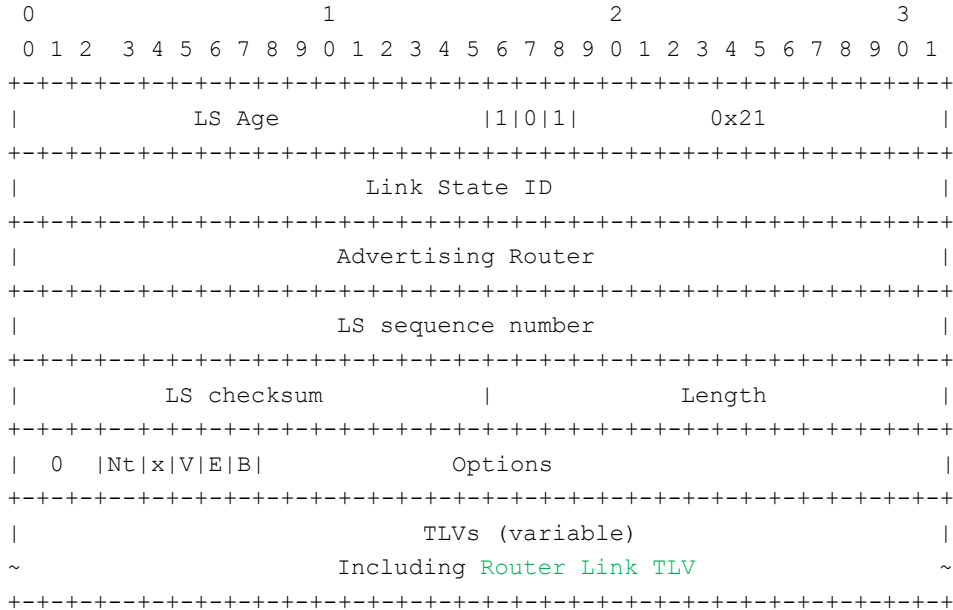 0                   1                   2                   3
 0 1 2  3 4 5 6 7 8 9 0 1 2 3 4 5 6 7 8 9 0 1 2 3 4 5 6 7 8 9 0 1
+-+-+-+--+-+-+-+-+-+-+-+-+-+-+-+-+-+-+-+-+-+-+-+-+-+-+-+-+-+-+-+-+
|            LS Age              |1|0|1|         0x21            |
+-+-+-+--+-+-+-+-+-+-+-+-+-+-+-+-+-+-+-+-+-+-+-+-+-+-+-+-+-+-+-+-+
|                        Link State ID                           |
+-+-+-+--+-+-+-+-+-+-+-+-+-+-+-+-+-+-+-+-+-+-+-+-+-+-+-+-+-+-+-+-+
|                      Advertising Router                        |
+-+-+-+--+-+-+-+-+-+-+-+-+-+-+-+-+-+-+-+-+-+-+-+-+-+-+-+-+-+-+-+-+
|                      LS sequence number                        |
+-+-+-+--+-+-+-+-+-+-+-+-+-+-+-+-+-+-+-+-+-+-+-+-+-+-+-+-+-+-+-+-+
|          LS checksum           |             Length            |
+-+-+-+--+-+-+-+-+-+-+-+-+-+-+-+-+-+-+-+-+-+-+-+-+-+-+-+-+-+-+-+-+
|  0  |Nt|x|V|E|B|             Options                           |
+-+-+-+--+-+-+-+-+-+-+-+-+-+-+-+-+-+-+-+-+-+-+-+-+-+-+-+-+-+-+-+-+
|                            TLVs (variable)                     |
~                      Including Router Link TLV                 ~
+-+-+-+--+-+-+-+-+-+-+-+-+-+-+-+-+-+-+-+-+-+-+-+-+-+-+-+-+-+-+-+-+